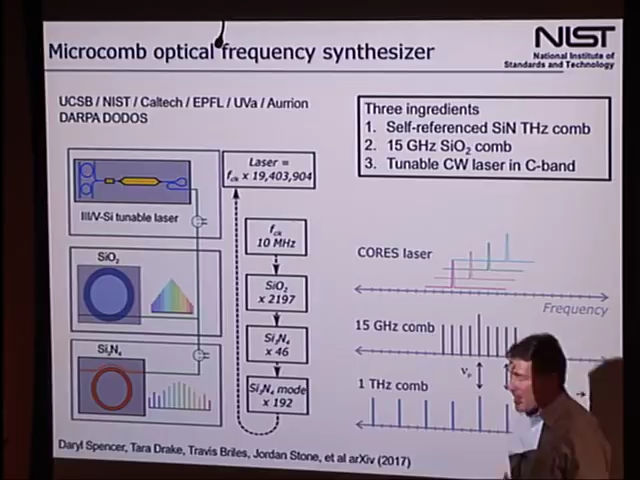 Microcomb optical frequency synthesizer
NIST
National Institute of
Standards and Technology
UCSB / NIST / Caltech / EPFL / UVa / Aurrion
DARPA DODOS
Three ingredients
1. Self-referenced SiN THz comb
2. 15 GHz SiO₂ comb
3. Tunable CW laser in C-band
III/V-Si tunable laser
SiO₂
Si₃N₄
Laser =
f_clk x 19,403,904
f_clk
10 MHz
SiO₂
x 2197
Si₃N₄
x 46
Si₃N₄ mode
x 192
CORES laser
Frequency
15 GHz comb
1 THz comb
Daryl Spencer, Tara Drake, Travis Briles, Jordan Stone, et al arXiv (2017)